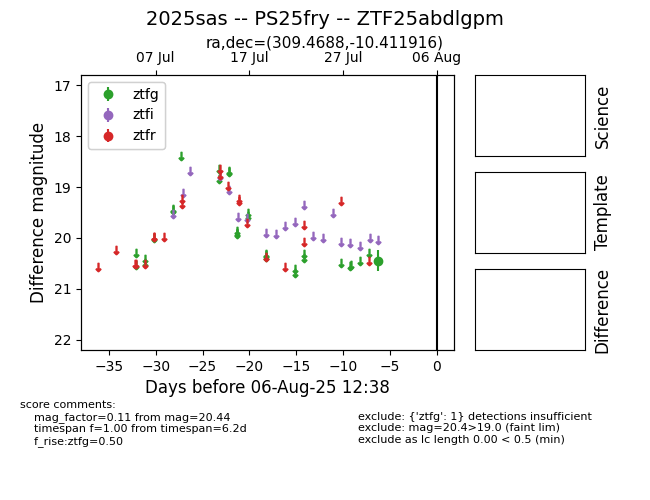 2025sas -- PS25fry -- ZTF25abdlgpm
ra,dec=(309.4688,-10.411916)
07 Jul 17 Jul 27 Jul 06 Aug
ztfg
ztfi
ztfr
17
18
19
20
21
22
Difference magnitude
−35 −30 −25 −20 −15 −10 −5 0
Days before 06-Aug-25 12:38
Science
Template
Difference
score comments:
mag_factor=0.11 from mag=20.44
timespan f=1.00 from timespan=6.2d
f_rise:ztfg=0.50
exclude: {'ztfg': 1} detections insufficient
exclude: mag=20.4>19.0 (faint lim)
exclude as lc length 0.00 < 0.5 (min)